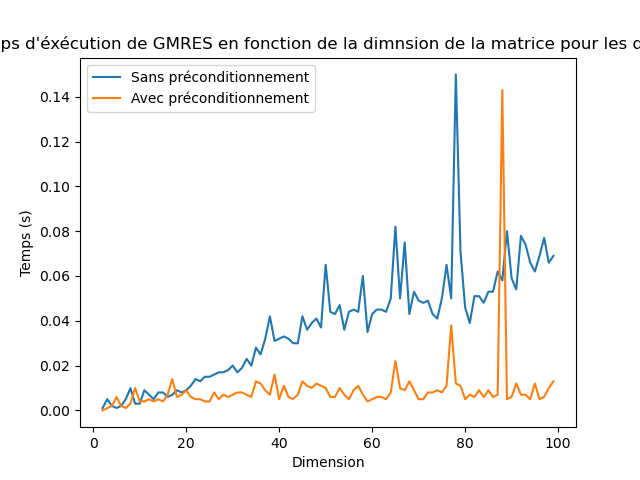 ps d'éxécution de GMRES en fonction de la dimnsion de la matrice pour les d
Sans préconditionnement
Avec préconditionnement
0.14
0.12
0.10
0.08
0.06
0.04
0.02
0.00
Temps (s)
0 20 40 60 80 100
Dimension